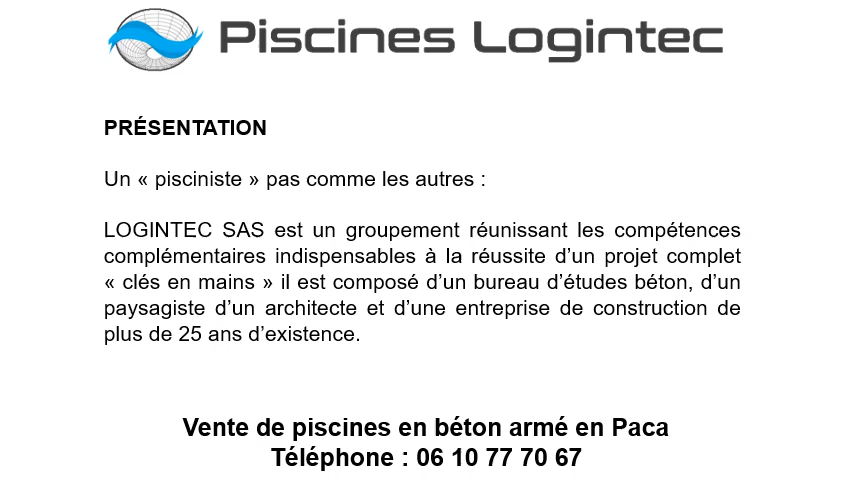 Piscines Logintec
PRÉSENTATION
Un « pisciniste » pas comme les autres :
LOGINTEC SAS est un groupement réunissant les compétences
complémentaires indispensables à la réussite d’un projet complet
« clés en mains » il est composé d’un bureau d’études béton, d’un
paysagiste d’un architecte et d’une entreprise de construction de
plus de 25 ans d’existence.
Vente de piscines en béton armé en Paca
Téléphone : 06 10 77 70 67